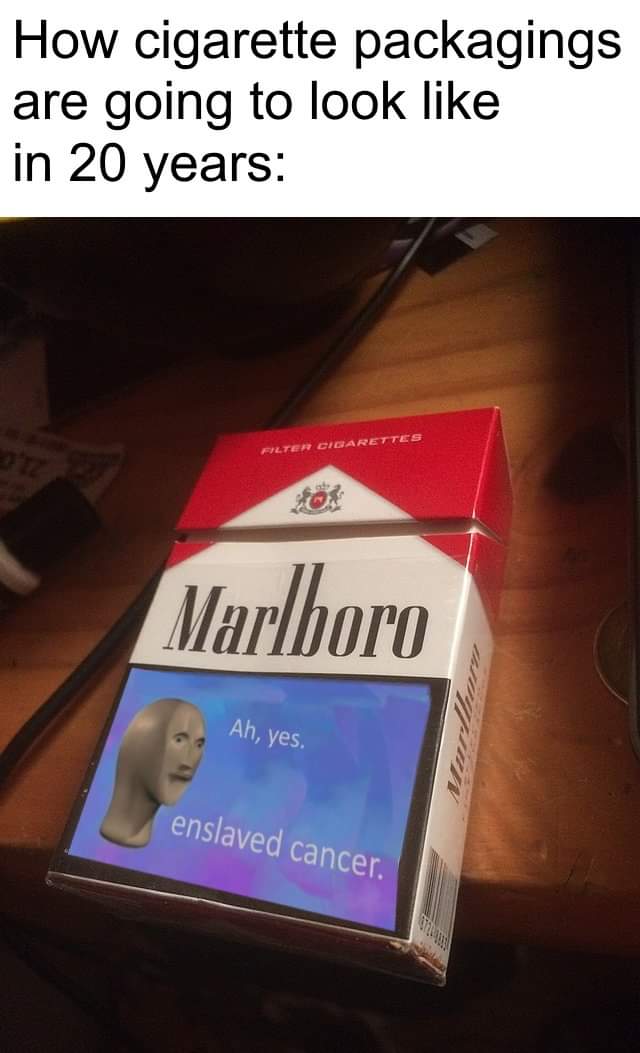 How cigarette packagings
are going to look like
in 20 years:
FILTER CIGARETTES
Marlboro
Ah, yes.
enslaved cancer.
Marlboro